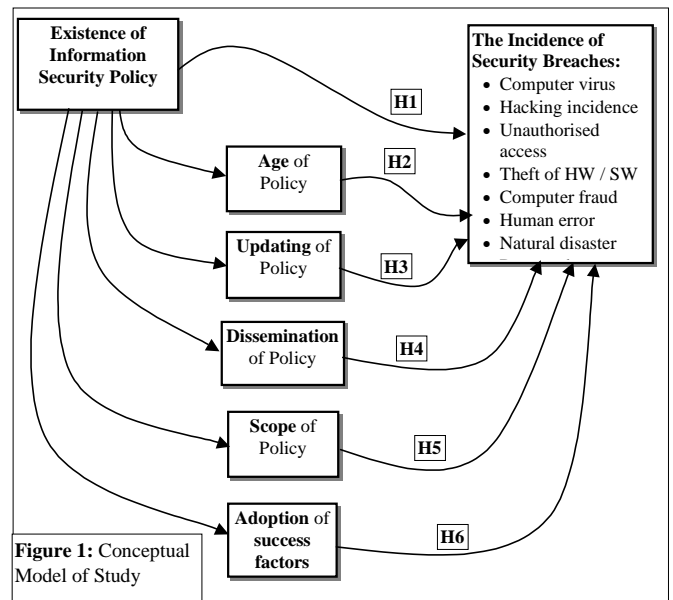 Existence of
Information
Security Policy
The Incidence of
Security Breaches:
• Computer virus
• Hacking incidence
• Unauthorised
access
• Theft of HW / SW
• Computer fraud
• Human error
• Natural disaster
H1
Age of
Policy
H2
Updating of
Policy
H3
Dissemination
of Policy
H4
Scope of
Policy
H5
Adoption of
success
factors
H6
Figure 1: Conceptual
Model of Study